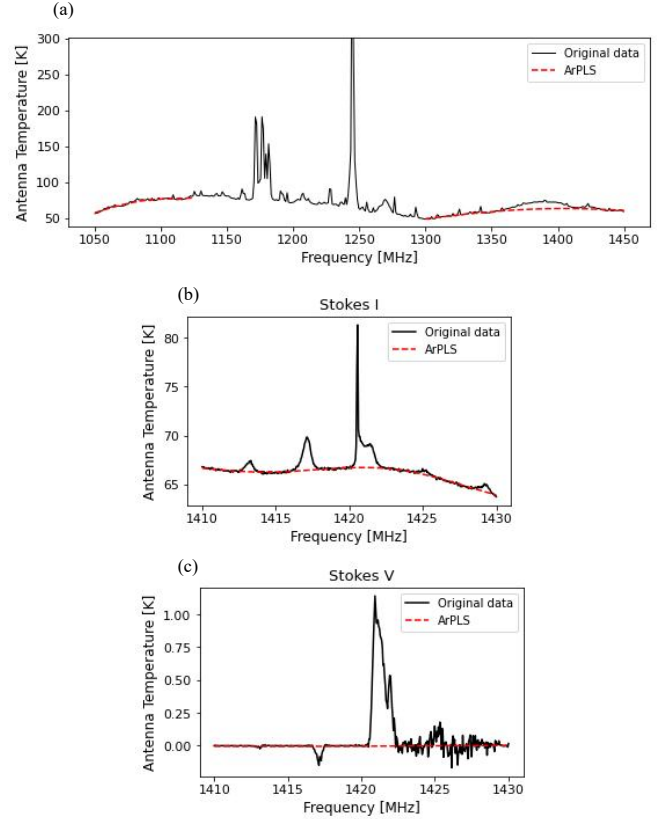 (a)
Antenna Temperature [K]
300
250
200
150
100
50
Original data
ArPLS
1050 1100 1150 1200 1250 1300 1350 1400 1450
Frequency [MHz]
(b)
Stokes I
Antenna Temperature [K]
80
75
70
65
Original data
ArPLS
1410 1415 1420 1425 1430
Frequency [MHz]
(c)
Stokes V
Antenna Temperature [K]
1.00
0.75
0.50
0.25
0.00
Original data
ArPLS
1410 1415 1420 1425 1430
Frequency [MHz]